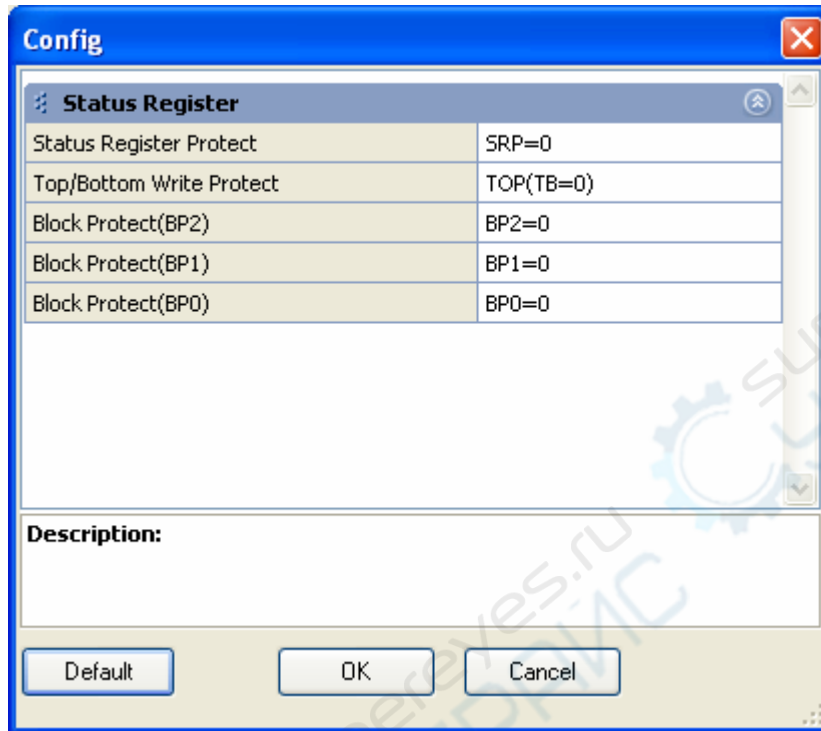 Config
Status Register
Status Register Protect SRP=0
Top/Bottom Write Protect TOP(TB=0)
Block Protect(BP2) BP2=0
Block Protect(BP1) BP1=0
Block Protect(BP0) BP0=0
Description:
Default OK Cancel